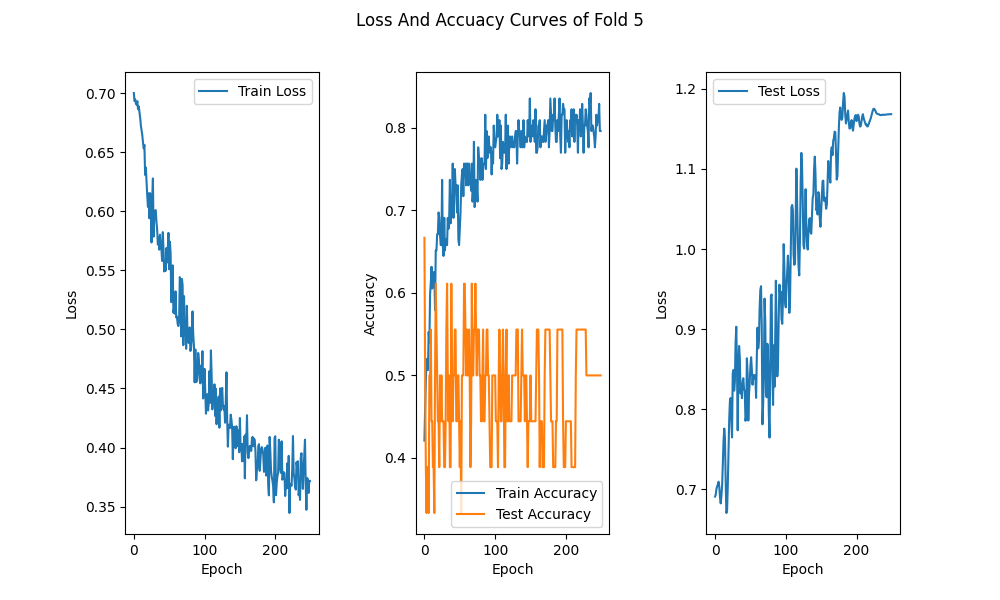 Loss And Accuacy Curves of Fold 5
0.70
0.65
0.60
0.55
0.50
0.45
0.40
0.35
Loss
0
100
200
Epoch
Train Loss
0.8
0.7
0.6
0.5
0.4
Accuracy
0
100
200
Epoch
Train Accuracy
Test Accuracy
1.2
1.1
1.0
0.9
0.8
0.7
Loss
0
100
200
Epoch
Test Loss